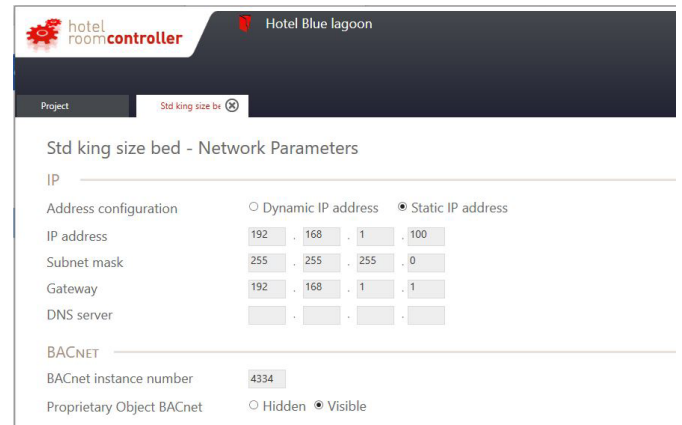 hotel
roomcontroller
Hotel Blue lagoon
Project
Std king size be
Std king size bed - Network Parameters
IP
Address configuration Dynamic IP address Static IP address
IP address 192 . 168 . 1 . 100
Subnet mask 255 . 255 . 255 . 0
Gateway 192 . 168 . 1 . 1
DNS server . . .
BACNET
BACnet instance number 4334
Proprietary Object BACnet Hidden Visible